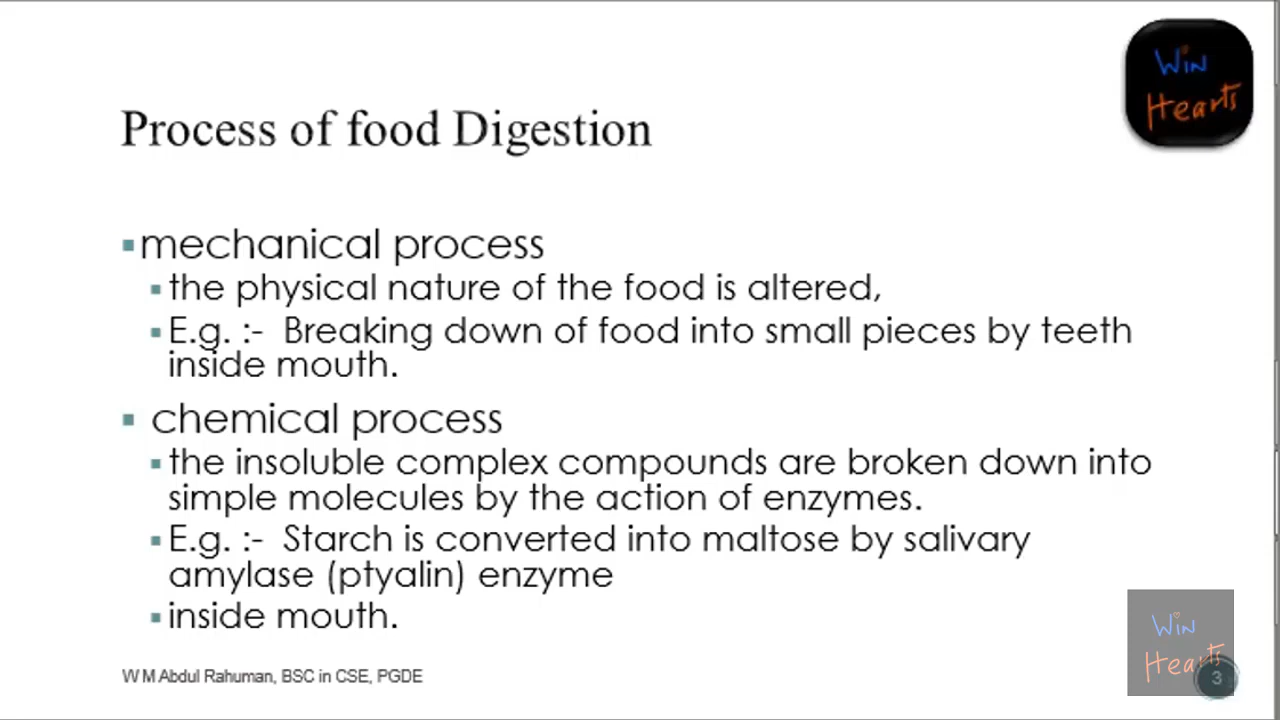 Win
Hearts
Process of food Digestion
▪mechanical process
▪the physical nature of the food is altered,
▪E.g. :- Breaking down of food into small pieces by teeth
inside mouth.
▪ chemical process
▪the insoluble complex compounds are broken down into
simple molecules by the action of enzymes.
▪E.g. :- Starch is converted into maltose by salivary
amylase (ptyalin) enzyme
▪inside mouth.
Win
Hearts
W M Abdul Rahuman, BSC in CSE, PGDE
3